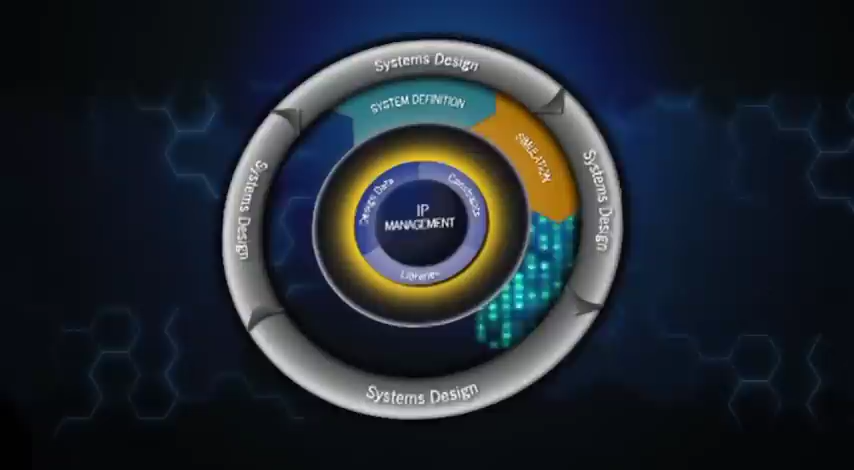 Systems Design
SYSTEM DEFINITION
SIMULATION
Systems Design
Systems Design
Design Data
Constraints
IP
MANAGEMENT
Libraries
Systems Design